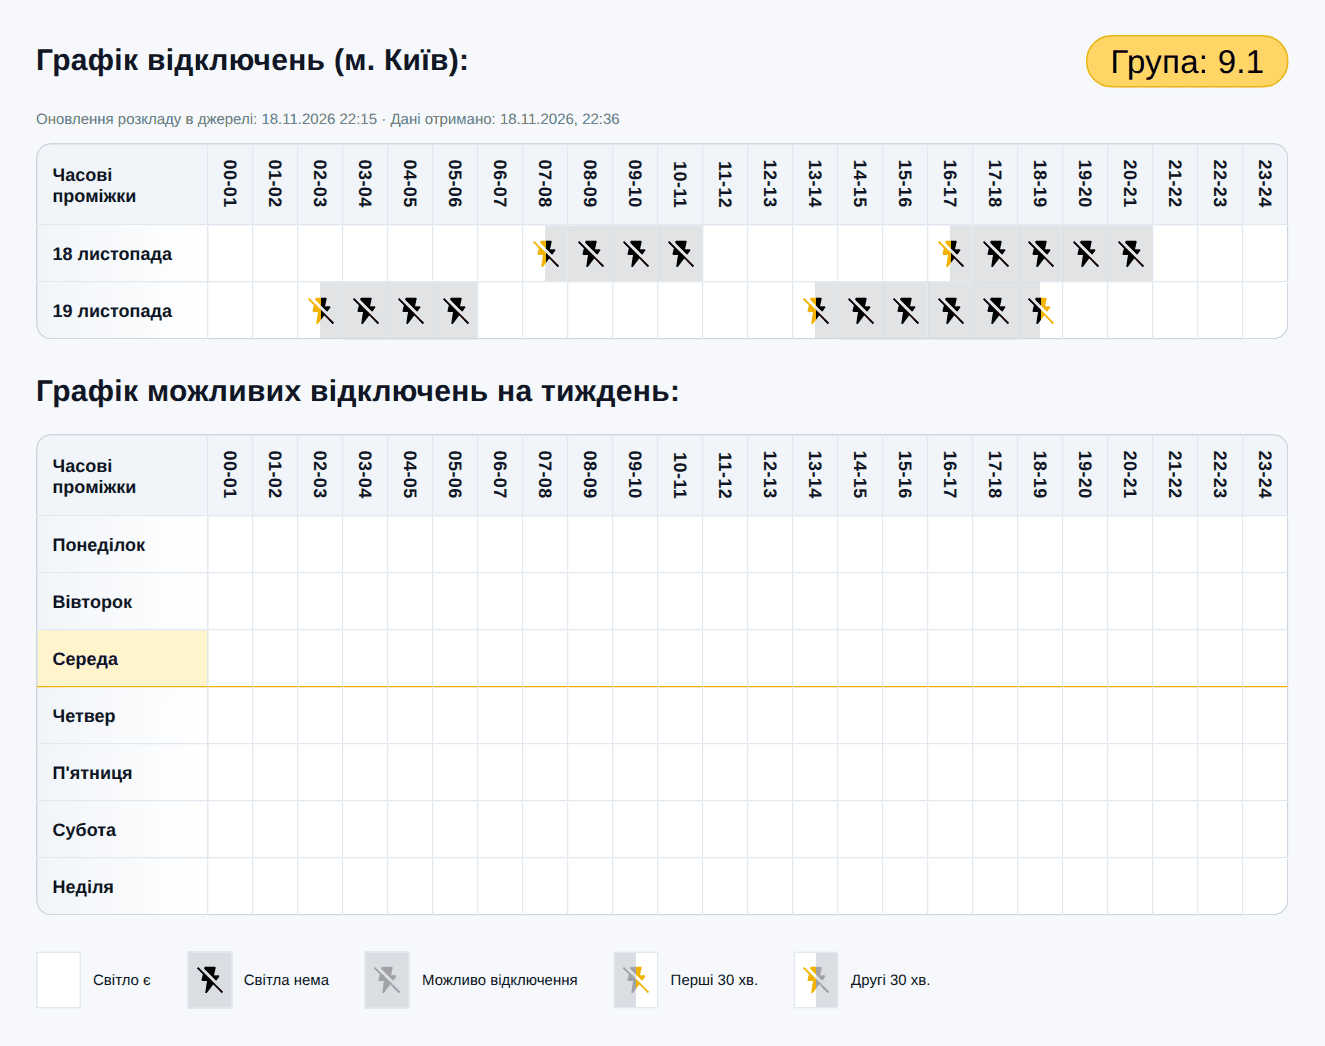 Графік відключень (м. Київ):
Група: 9.1
Оновлення розкладу в джерелі: 18.11.2026 22:15 · Дані отримано: 18.11.2026, 22:36
Часові проміжки 00-01 01-02 02-03 03-04 04-05 05-06 06-07 07-08 08-09 09-10 10-11 11-12 12-13 13-14 14-15 15-16 16-17 17-18 18-19 19-20 20-21 21-22 22-23 23-24
18 листопада
19 листопада
Графік можливих відключень на тиждень:
Часові проміжки 00-01 01-02 02-03 03-04 04-05 05-06 06-07 07-08 08-09 09-10 10-11 11-12 12-13 13-14 14-15 15-16 16-17 17-18 18-19 19-20 20-21 21-22 22-23 23-24
Понеділок
Вівторок
Середа
Четвер
П'ятниця
Субота
Неділя
Світло є Світла нема Можливо відключення Перші 30 хв. Другі 30 хв.